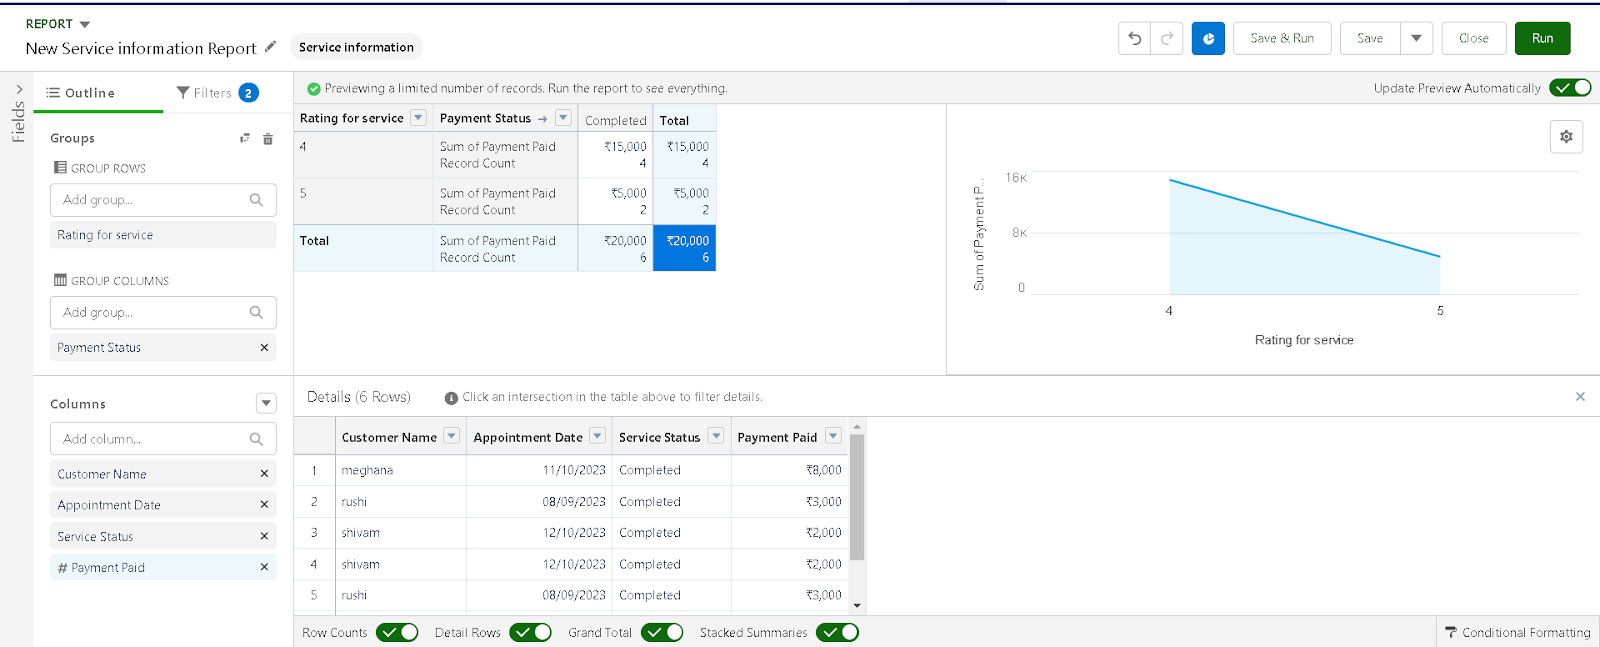 REPORT
New Service information Report
Service information
Save & Run
Save
Close
Run
Fields
Outline
Filters 2
Previewing a limited number of records. Run the report to see everything.
Update Preview Automatically
Groups
GROUP ROWS
Add group...
Rating for service
GROUP COLUMNS
Add group...
Payment Status
Columns
Add column...
Customer Name
Appointment Date
Service Status
# Payment Paid
Rating for service Payment Status → Completed Total
4 Sum of Payment Paid ₹15,000 ₹15,000
Record Count 4 4
5 Sum of Payment Paid ₹5,000 ₹5,000
Record Count 2 2
Total Sum of Payment Paid ₹20,000 ₹20,000
Record Count 6 6
Sum of Payment P...
16K
8K
0
4 5
Rating for service
Details (6 Rows)
Click an intersection in the table above to filter details.
Customer Name Appointment Date Service Status Payment Paid
1 meghana 11/10/2023 Completed ₹8,000
2 rushi 08/09/2023 Completed ₹3,000
3 shivam 12/10/2023 Completed ₹2,000
4 shivam 12/10/2023 Completed ₹2,000
5 rushi 08/09/2023 Completed ₹3,000
Row Counts Detail Rows Grand Total Stacked Summaries
Conditional Formatting